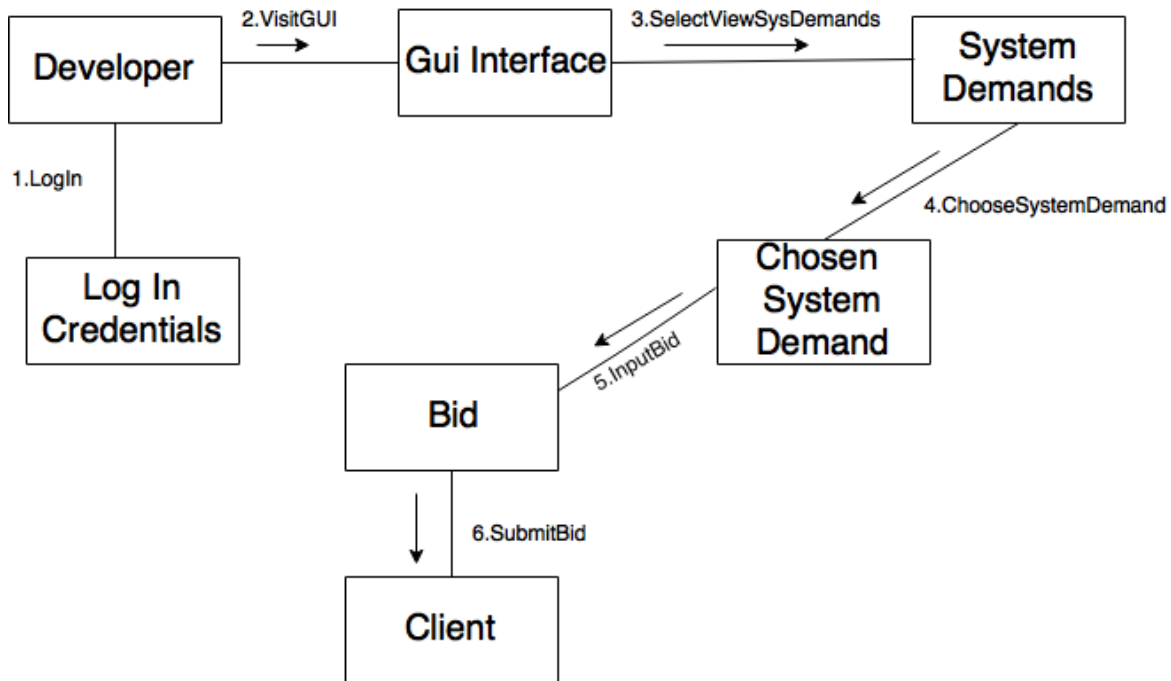 2.VisitGUI
3.SelectViewSysDemands
Developer
Gui Interface
System
Demands
1.LogIn
4.ChooseSystemDemand
Log In
Credentials
Chosen
System
Demand
5.InputBid
Bid
6.SubmitBid
Client